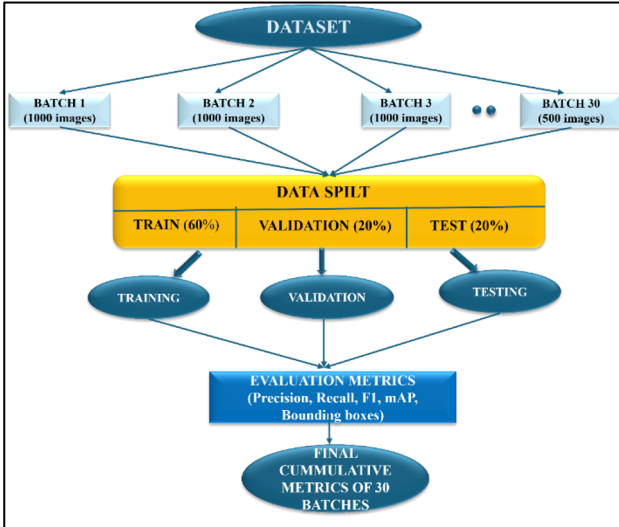 DATASET
BATCH 1
(1000 images)
BATCH 2
(1000 images)
BATCH 3
(1000 images)
BATCH 30
(500 images)
DATA SPILT
TRAIN (60%)
VALIDATION (20%)
TEST (20%)
TRAINING
VALIDATION
TESTING
EVALUATION METRICS
(Precision, Recall, F1, mAP,
Bounding boxes)
FINAL
CUMMULATIVE
METRICS OF 30
BATCHES